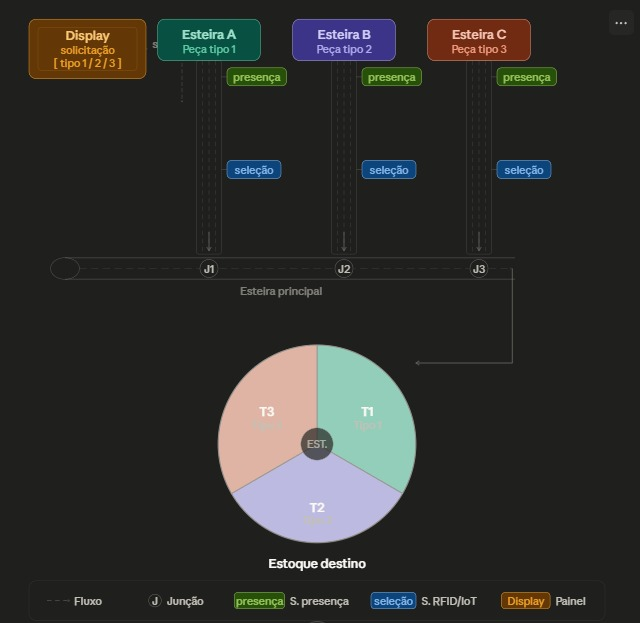 Display
solicitação
[ tipo 1 / 2 / 3 ]
s
Esteira A
Peça tipo 1
Esteira B
Peça tipo 2
Esteira C
Peça tipo 3
presença
presença
presença
seleção
seleção
seleção
J1
J2
J3
Esteira principal
T3
T1
Tipo 1
EST.
T2
Estoque destino
Fluxo
J
Junção
presença
S. presença
seleção
S. RFID/IoT
Display
Painel